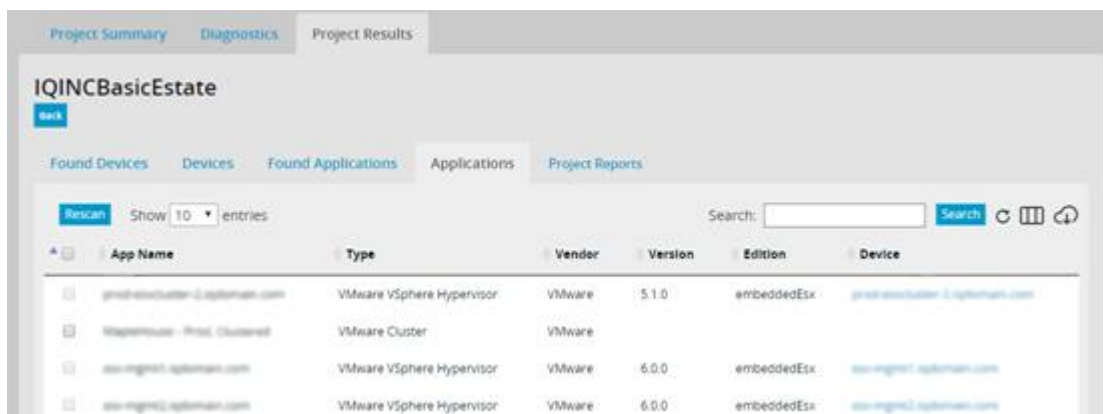 Project Summary Diagnostics Project Results
IQINCBasicEstate
Back
Found Devices Devices Found Applications Applications Project Reports
Rescan Show 10 entries Search: Search
App Name Type Vendor Version Edition Device
VMware VSphere Hypervisor VMware 5.1.0 embeddedEsx
VMware Cluster VMware
VMware VSphere Hypervisor VMware 6.0.0 embeddedEsx
VMware VSphere Hypervisor VMware 6.0.0 embeddedEsx